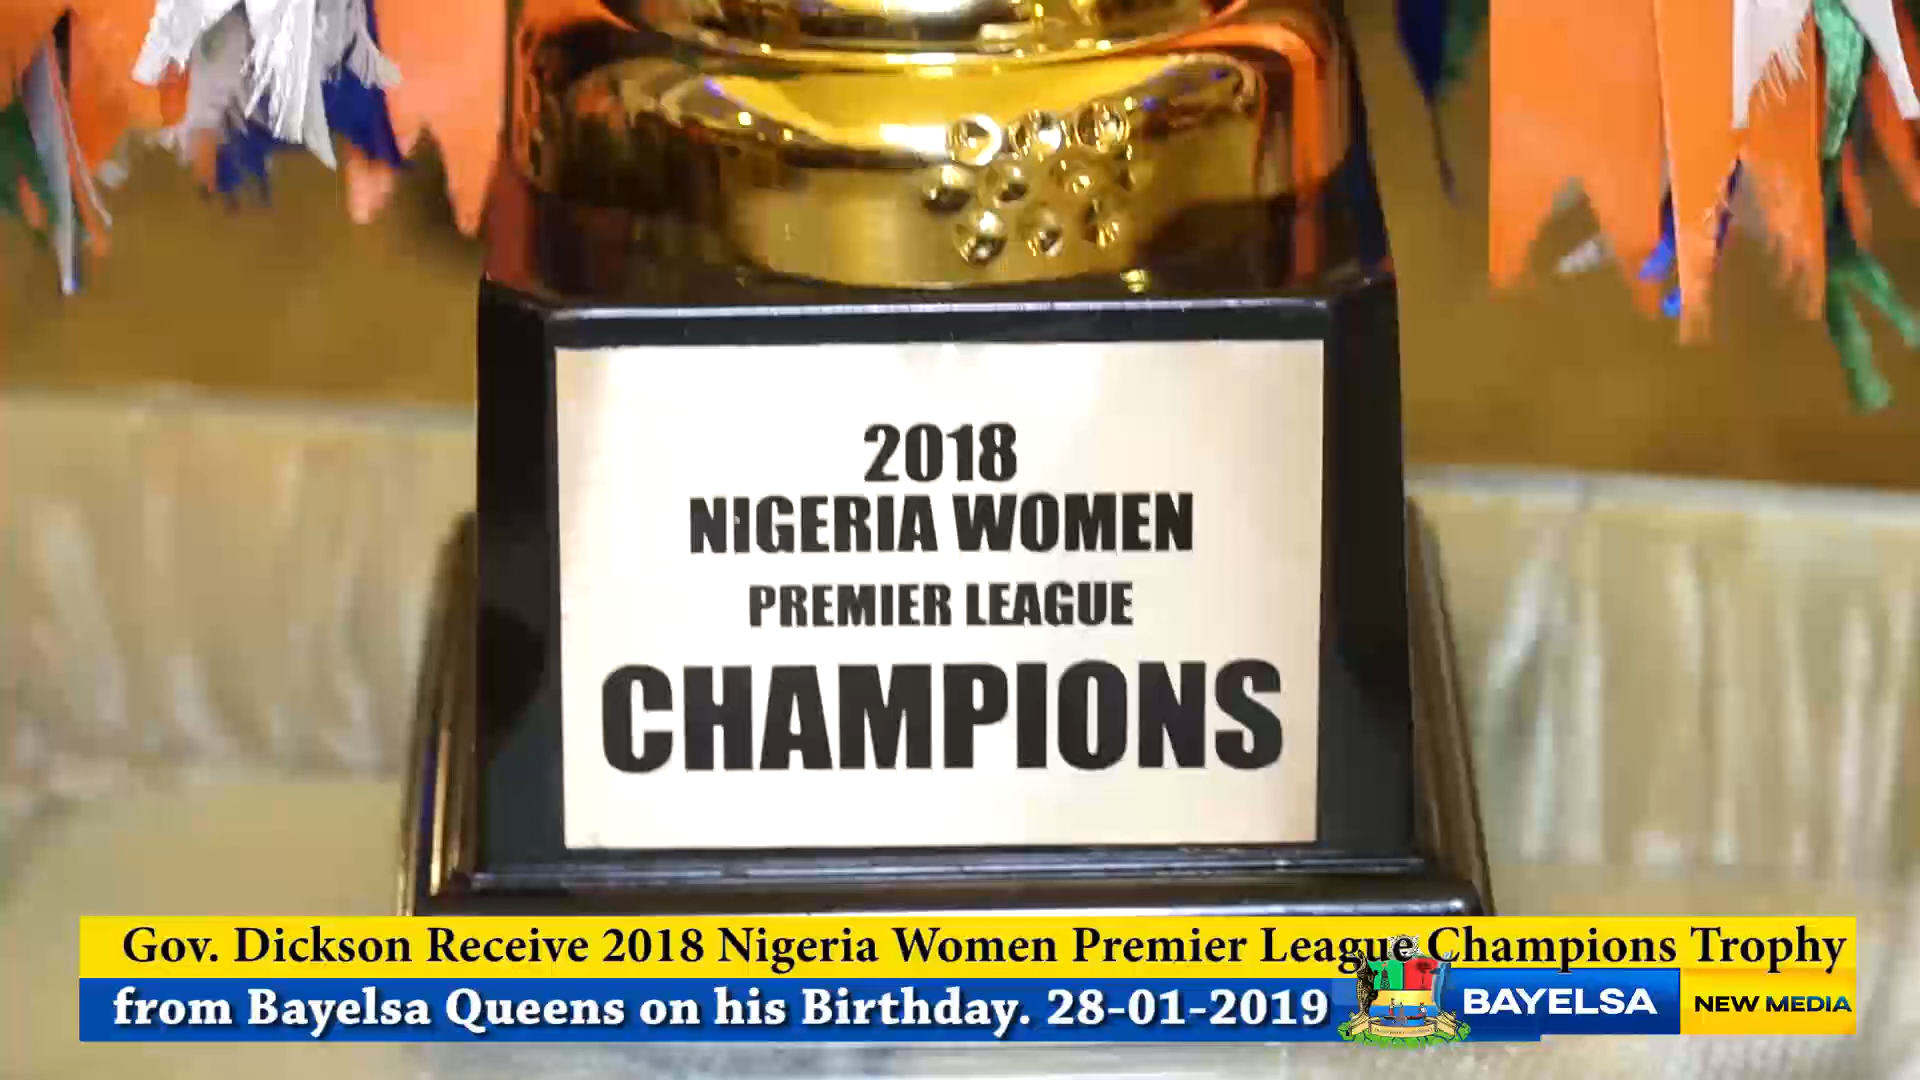 2018
NIGERIA WOMEN
PREMIER LEAGUE
CHAMPIONS
Gov. Dickson Receive 2018 Nigeria Women Premier League Champions Trophy
from Bayelsa Queens on his Birthday. 28-01-2019
BAYELSA
NEW MEDIA